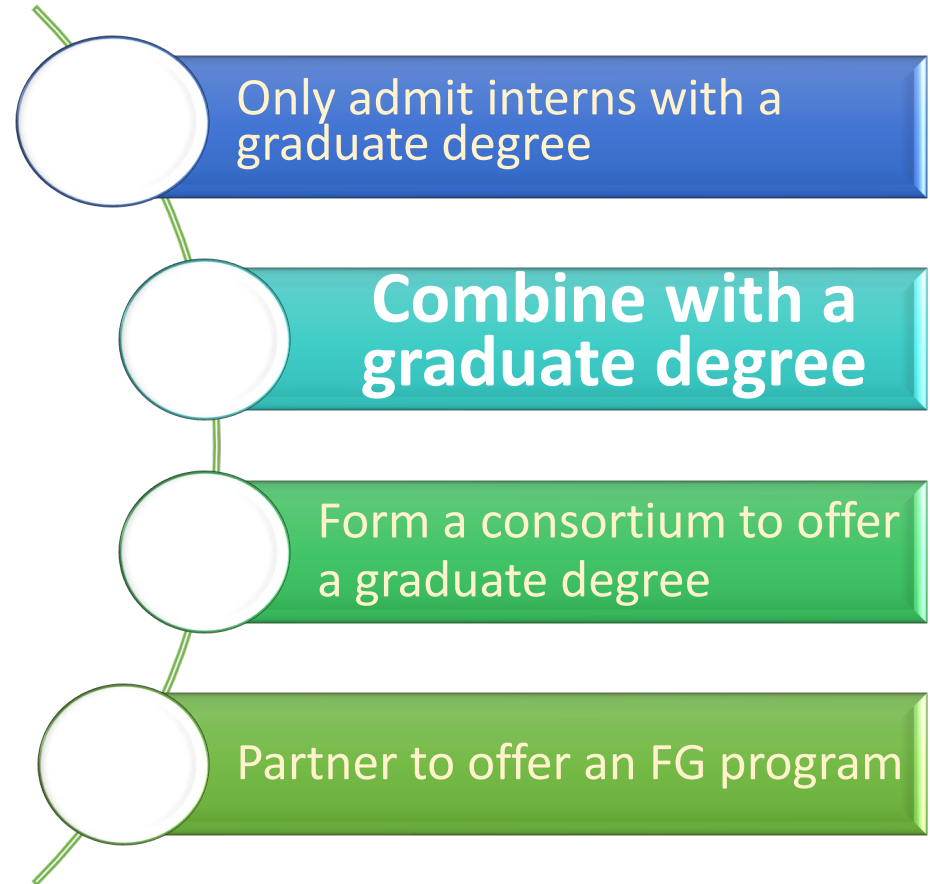 Only admit interns with a
graduate degree
Combine with a
graduate degree
Form a consortium to offer
a graduate degree
Partner to offer an FG program